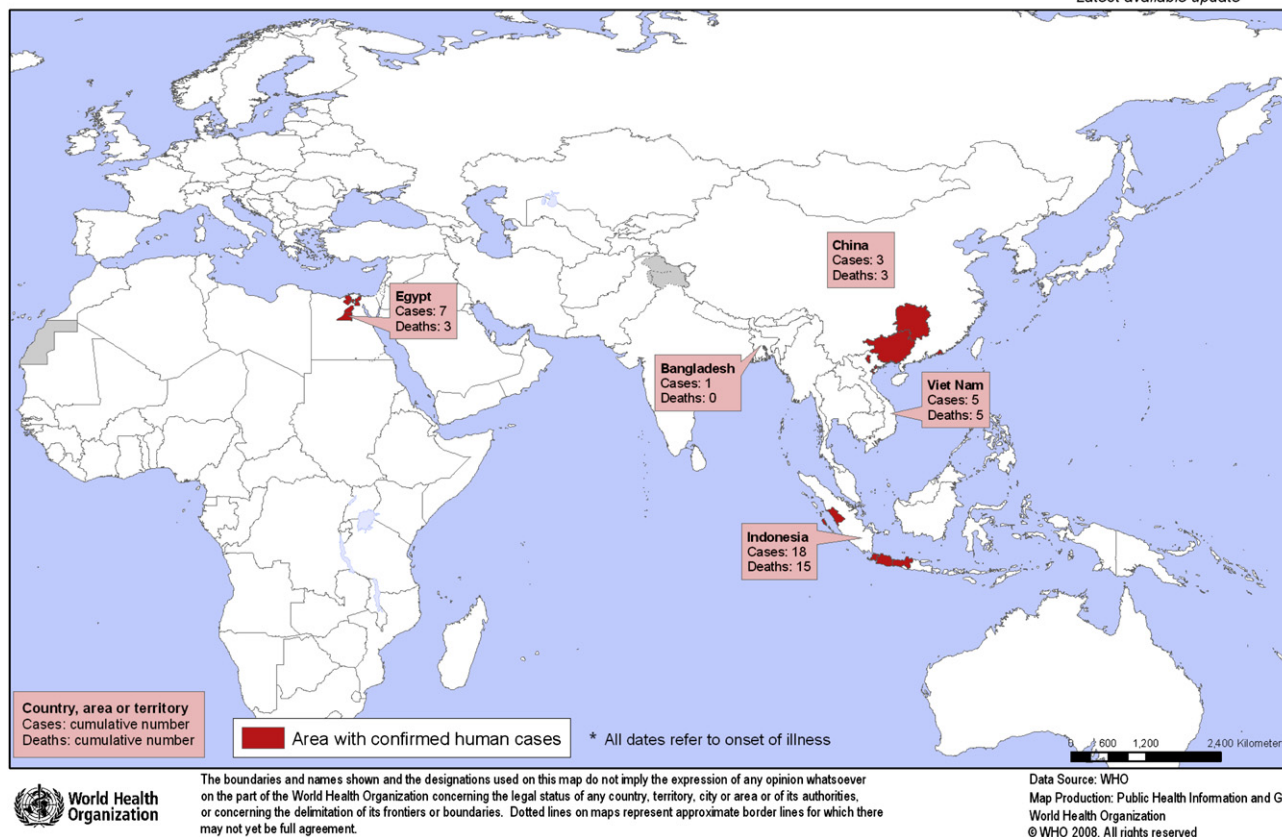 Latest available update
China
Cases: 3
Deaths: 3
Egypt
Cases: 7
Deaths: 3
Bangladesh
Cases: 1
Deaths: 0
Viet Nam
Cases: 5
Deaths: 5
Indonesia
Cases: 18
Deaths: 15
Country, area or territory
Cases: cumulative number
Deaths: cumulative number
Area with confirmed human cases
* All dates refer to onset of illness
0 600 1,200 2,400 Kilometer
World Health
Organization
The boundaries and names shown and the designations used on this map do not imply the expression of any opinion whatsoever
on the part of the World Health Organization concerning the legal status of any country, territory, city or area or of its authorities,
or concerning the delimitation of its frontiers or boundaries. Dotted lines on maps represent approximate border lines for which there
may not yet be full agreement.
Data Source: WHO
Map Production: Public Health Information and G
World Health Organization
© WHO 2008. All rights reserved